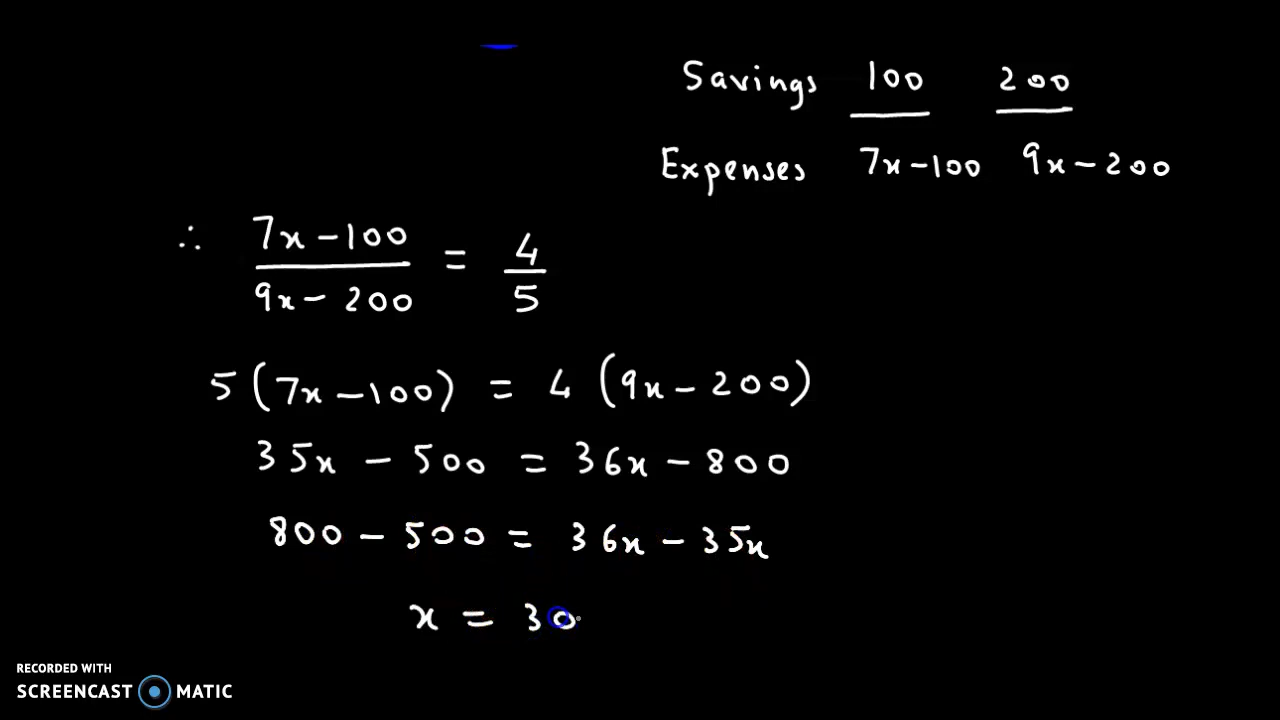 Savings 100 200
Expenses 7x-100 9x-200
∴ 7x-100 / 9x-200 = 4/5
5(7x-100) = 4(9x-200)
35x - 500 = 36x - 800
800 - 500 = 36x - 35x
x = 30
RECORDED WITH
SCREENCAST MATIC